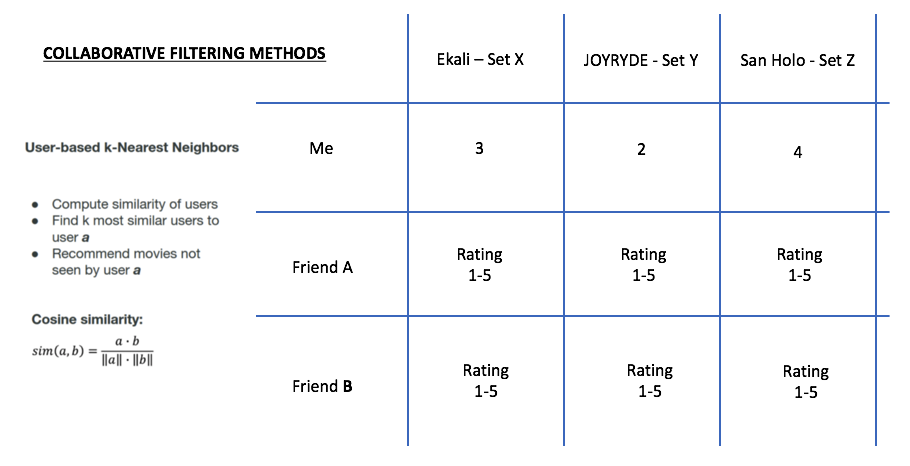 COLLABORATIVE FILTERING METHODS
Ekali – Set X
JOYRYDE - Set Y
San Holo - Set Z
User-based k-Nearest Neighbors
• Compute similarity of users
• Find k most similar users to
user a
• Recommend movies not
seen by user a
Cosine similarity:
sim(a, b) = a · b / ‖a‖ · ‖b‖
Me
3
2
4
Friend A
Rating
1-5
Rating
1-5
Rating
1-5
Friend B
Rating
1-5
Rating
1-5
Rating
1-5